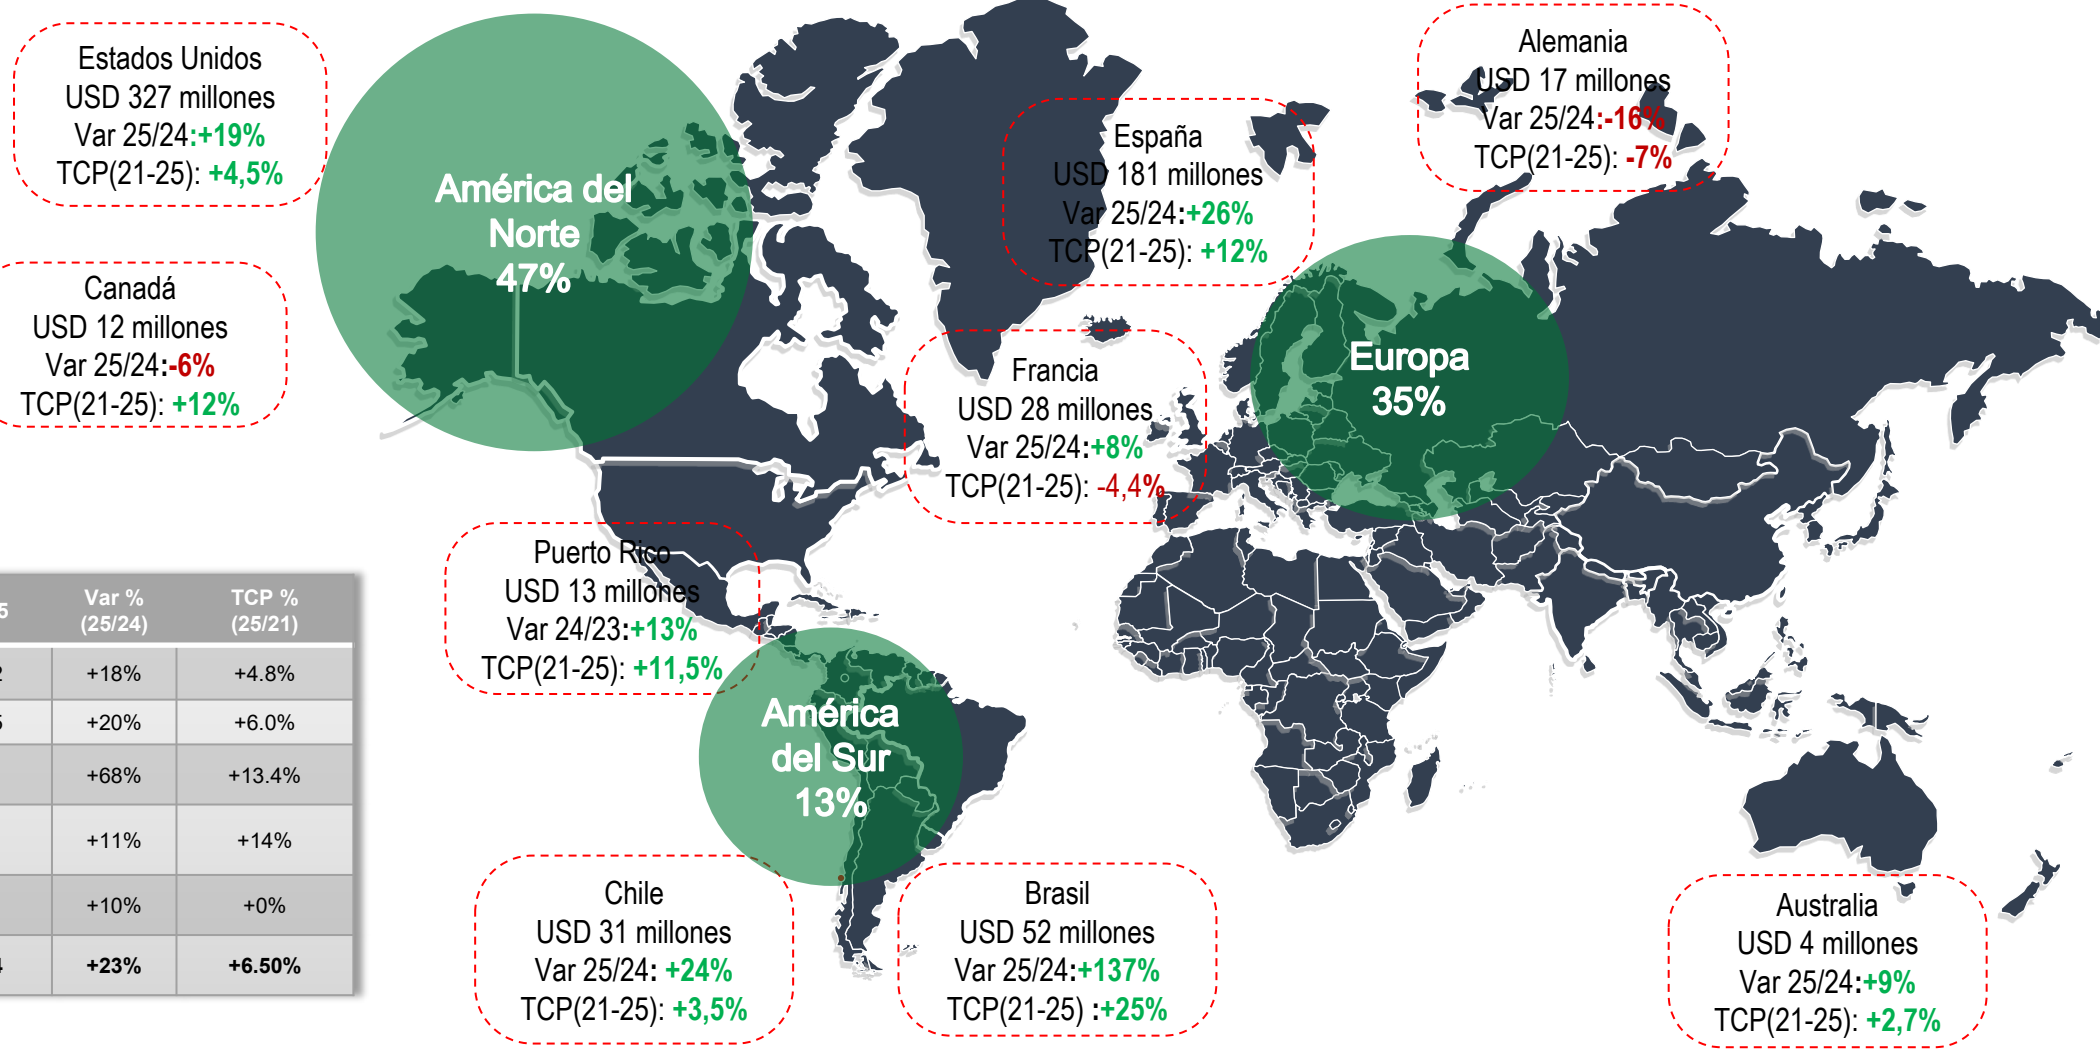 Estados Unidos
USD 327 millones
Var 25/24:+19%
TCP(21-25): +4,5%
Canadá
USD 12 millones
Var 25/24:-6%
TCP(21-25): +12%
América del
Norte
47%
España
USD 181 millones
Var 25/24:+26%
TCP(21-25): +12%
Alemania
USD 17 millones
Var 25/24:-16%
TCP(21-25): -7%
Francia
USD 28 millones
Var 25/24:+8%
TCP(21-25): -4,4%
Europa
35%
Puerto Rico
USD 13 millones
Var 24/23:+13%
TCP(21-25): +11,5%
América
del Sur
13%
Var % TCP %
5 (25/24) (25/21)
+18% +4.8%
+20% +6.0%
+68% +13.4%
+11% +14%
+10% +0%
+23% +6.50%
Chile
USD 31 millones
Var 25/24: +24%
TCP(21-25): +3,5%
Brasil
USD 52 millones
Var 25/24:+137%
TCP(21-25) :+25%
Australia
USD 4 millones
Var 25/24:+9%
TCP(21-25): +2,7%